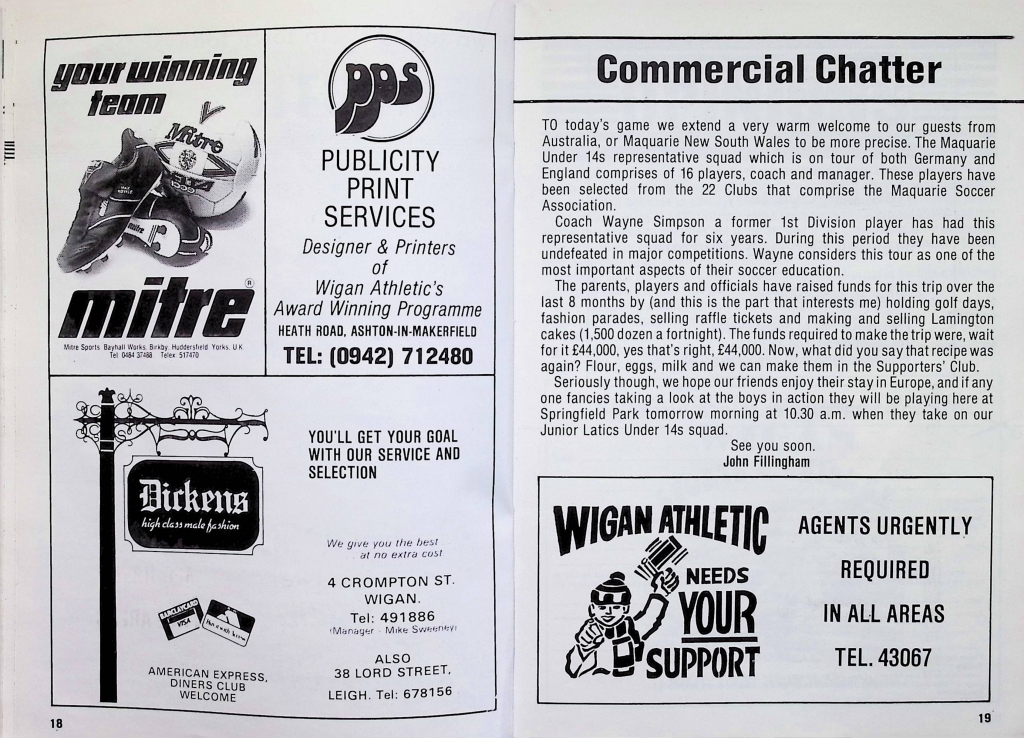 your winning
team
Mitre
mitre
®
Mitre Sports Bayhall Works, Birkby, Huddersfield Yorks, U.K.
Tel 0484 37488 Telex 517470
pps
PUBLICITY
PRINT
SERVICES
Designer & Printers
of
Wigan Athletic's
Award Winning Programme
HEATH ROAD, ASHTON-IN-MAKERFIELD
TEL: (0942) 712480
Dickens
high class male fashion
YOU'LL GET YOUR GOAL
WITH OUR SERVICE AND
SELECTION
We give you the best
at no extra cost
4 CROMPTON ST.
WIGAN.
Tel: 491886
(Manager - Mike Sweeney)
ALSO
38 LORD STREET,
LEIGH. Tel: 678156
BARCLAYCARD
VISA
AMERICAN EXPRESS,
DINERS CLUB
WELCOME
18
Commercial Chatter
TO today's game we extend a very warm welcome to our guests from
Australia, or Maquarie New South Wales to be more precise. The Maquarie
Under 14s representative squad which is on tour of both Germany and
England comprises of 16 players, coach and manager. These players have
been selected from the 22 Clubs that comprise the Maquarie Soccer
Association.
Coach Wayne Simpson a former 1st Division player has had this
representative squad for six years. During this period they have been
undefeated in major competitions. Wayne considers this tour as one of the
most important aspects of their soccer education.
The parents, players and officials have raised funds for this trip over the
last 8 months by (and this is the part that interests me) holding golf days,
fashion parades, selling raffle tickets and making and selling Lamington
cakes (1,500 dozen a fortnight). The funds required to make the trip were, wait
for it £44,000, yes that's right, £44,000. Now, what did you say that recipe was
again? Flour, eggs, milk and we can make them in the Supporters' Club.
Seriously though, we hope our friends enjoy their stay in Europe, and if any
one fancies taking a look at the boys in action they will be playing here at
Springfield Park tomorrow morning at 10.30 a.m. when they take on our
Junior Latics Under 14s squad.
See you soon.
John Fillingham
WIGAN ATHLETIC
NEEDS
YOUR
SUPPORT
AGENTS URGENTLY
REQUIRED
IN ALL AREAS
TEL. 43067
19